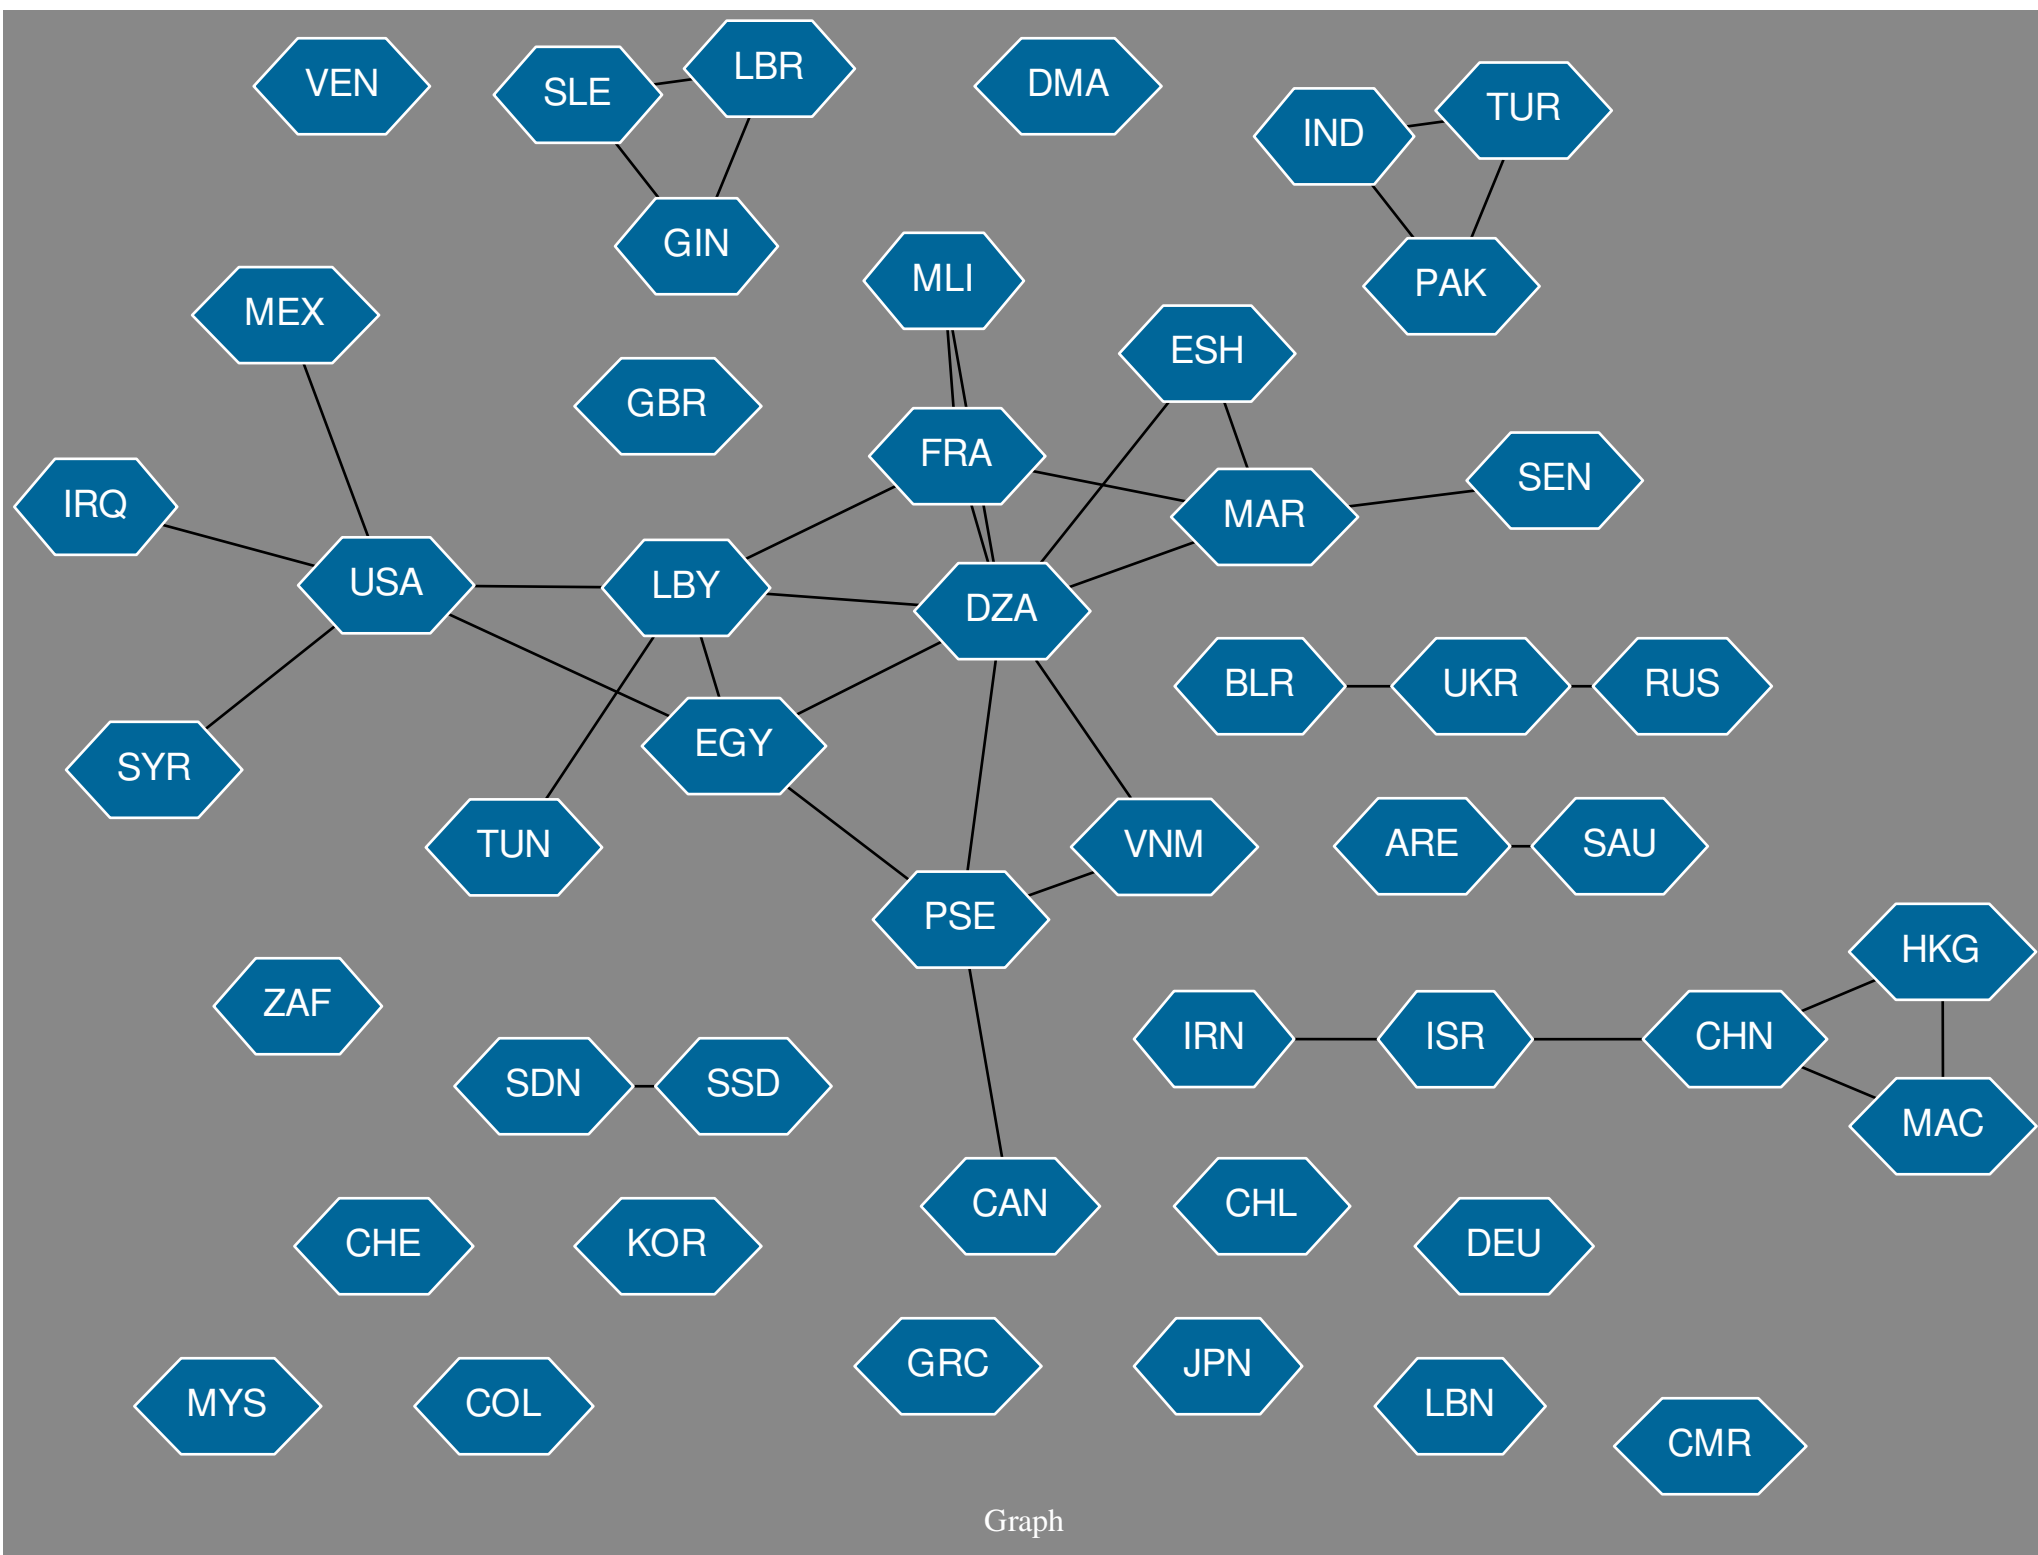 VEN
SLE
LBR
DMA
IND
TUR
GIN
MLI
PAK
MEX
ESH
GBR
FRA
SEN
IRQ
MAR
USA
LBY
DZA
BLR
UKR
RUS
EGY
SYR
TUN
VNM
ARE
SAU
PSE
HKG
ZAF
IRN
ISR
CHN
SDN
SSD
MAC
CAN
CHL
CHE
KOR
DEU
GRC
JPN
MYS
COL
LBN
CMR
Graph